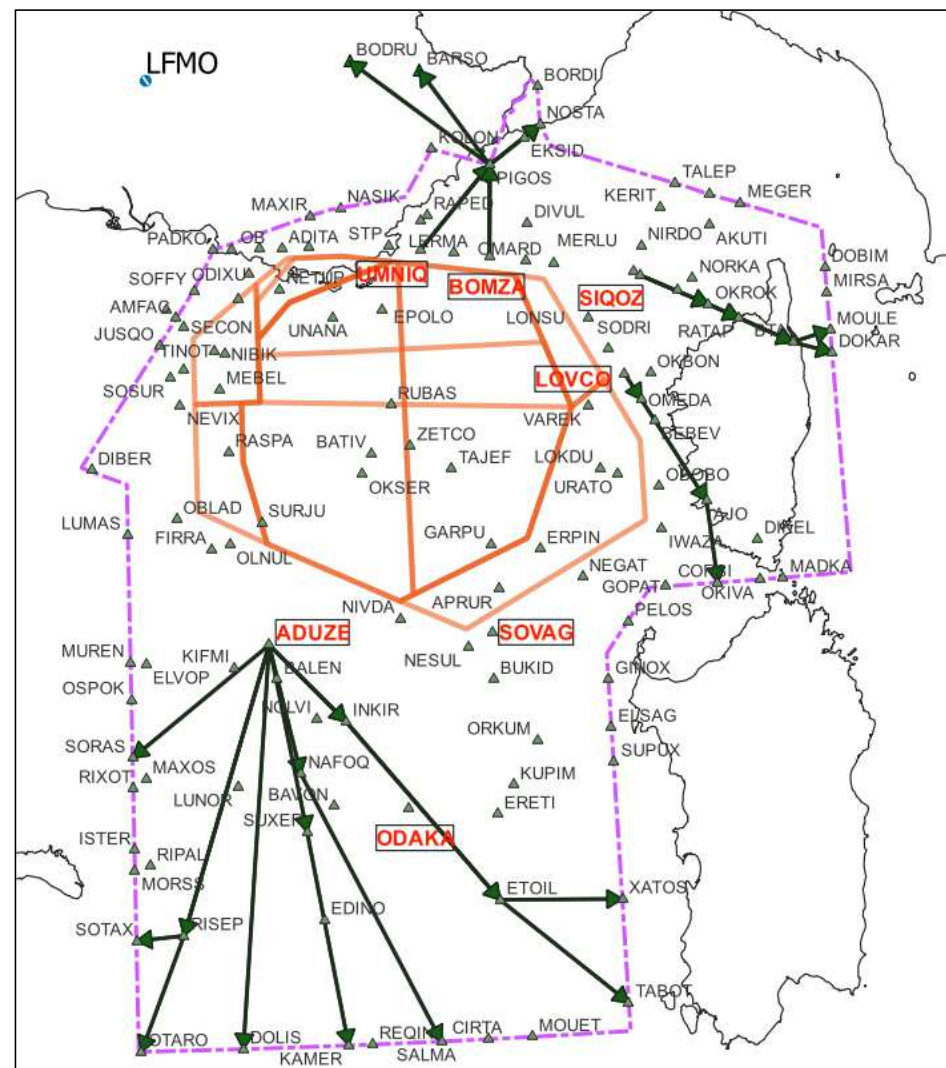 BODRU
BARSO
LFMO
BORDI
NOSTA
KOLON
EKSID
PIGOS
TALEP
KERIT
MEGER
NASIK
MAXIR
RAPED
DIVUL
AKUTI
NIRDO
PADKO
OB
ADITA
STP
LERMA
OMARD
MERLU
DOBIM
SOFFY
ODIXU
NETUP
UMNIQ
BOMZA
SIQOZ
NORKA
MIRSA
OKROK
AMFAG
UNANA
EPOLO
LONSU
SODRI
RATAP
BTA
MOULE
JUSQO
SECON
DOKAR
TINOT
NIBIK
OKBON
SOSUR
MEBEL
RUBAS
LOVCO
OMEDA
NEVIX
VAREK
BEBEV
RASPA
BATIV
ZETCO
TAJEF
LOKDU
DIBER
OKSER
URATO
ODOBO
OBLAD
SURJU
AJO
LUMAS
FIRRA
OLNUL
GARPU
ERPIN
IWAZA
DIREL
NEGAT
GOPAT
CORSI
OKIVA
MADKA
NIVDA
APRUR
PELOS
ADUZE
SOVAG
MUREN
ELVOP
KIFMI
BALEN
NESUL
BUKID
GINOX
OSPOK
NOLVI
INKIR
ORKUM
ELSAG
SORAS
SUPUX
RIXOT
MAXOS
NAFOQ
LUNOR
BAVON
KUPIM
SUXER
ERETI
ISTER
RIPAL
ODAKA
MORSS
ETOIL
XATOS
SOTAX
RISEP
EDINO
TABOT
OTARO
DOLIS
KAMER
REQIN
SALMA
CIRTA
MOUET